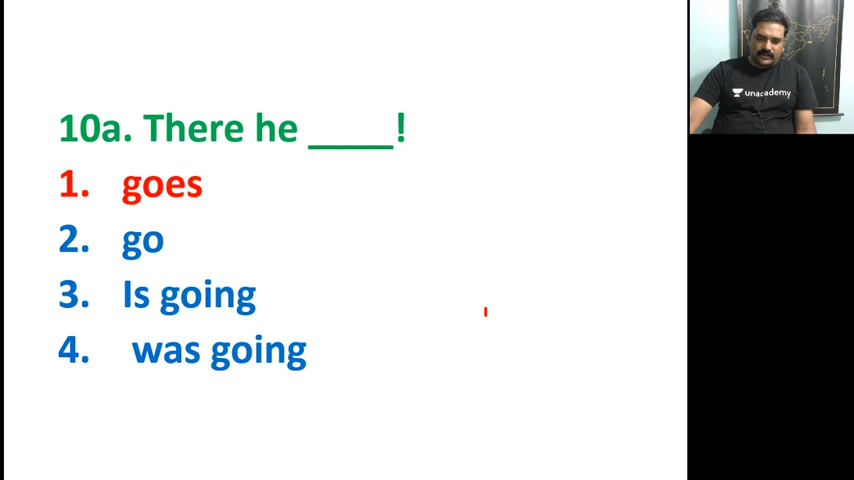 10a. There he ____!
1. goes
2. go
3. Is going
4. was going
unacademy